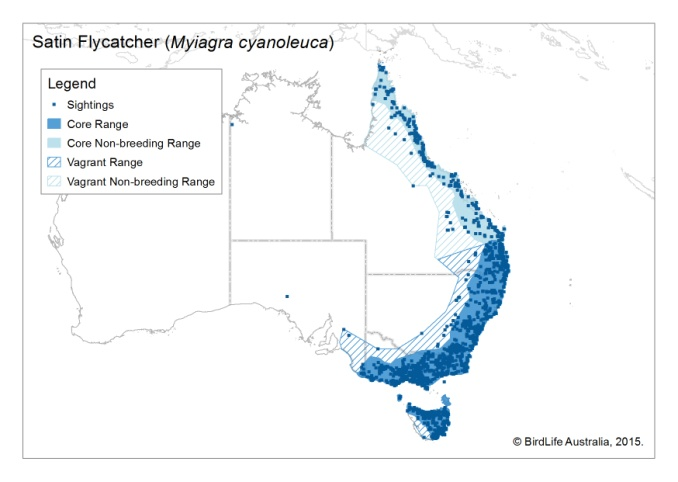 Satin Flycatcher (Myiagra cyanoleuca)
Legend
Sightings
Core Range
Core Non-breeding Range
Vagrant Range
Vagrant Non-breeding Range
© BirdLife Australia, 2015.